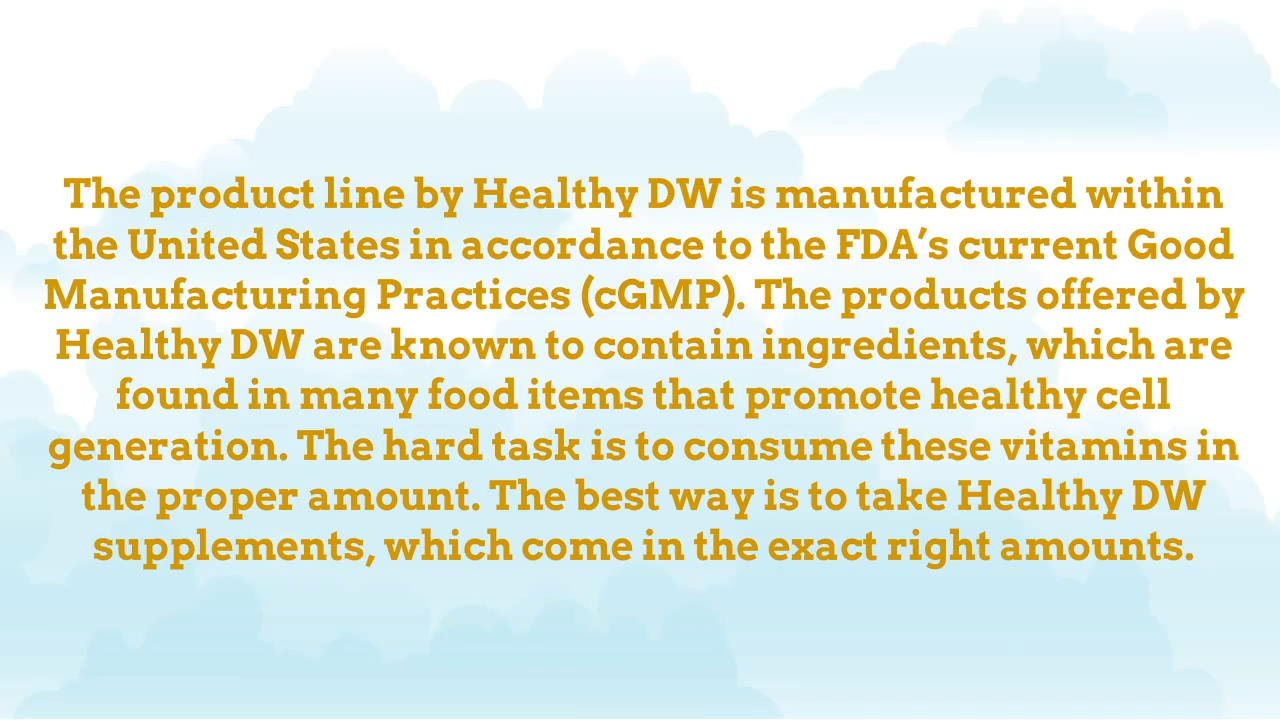 The product line by Healthy DW is manufactured within
the United States in accordance to the FDA’s current Good
Manufacturing Practices (cGMP). The products offered by
Healthy DW are known to contain ingredients, which are
found in many food items that promote healthy cell
generation. The hard task is to consume these vitamins in
the proper amount. The best way is to take Healthy DW
supplements, which come in the exact right amounts.